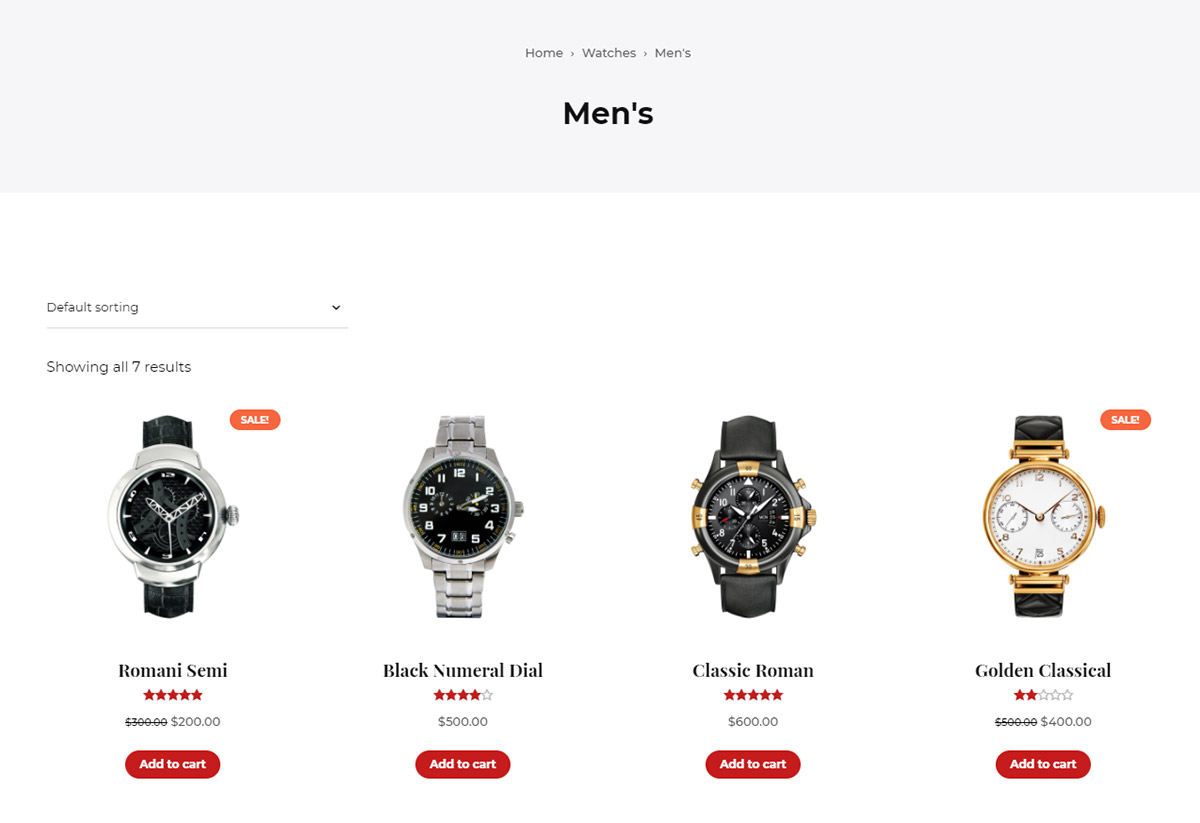 Home › Watches › Men's
Men's
Default sorting
Showing all 7 results
SALE!
SALE!
Romani Semi
Black Numeral Dial
Classic Roman
Golden Classical
$300.00 $200.00
$500.00
$600.00
$500.00 $400.00
Add to cart
Add to cart
Add to cart
Add to cart